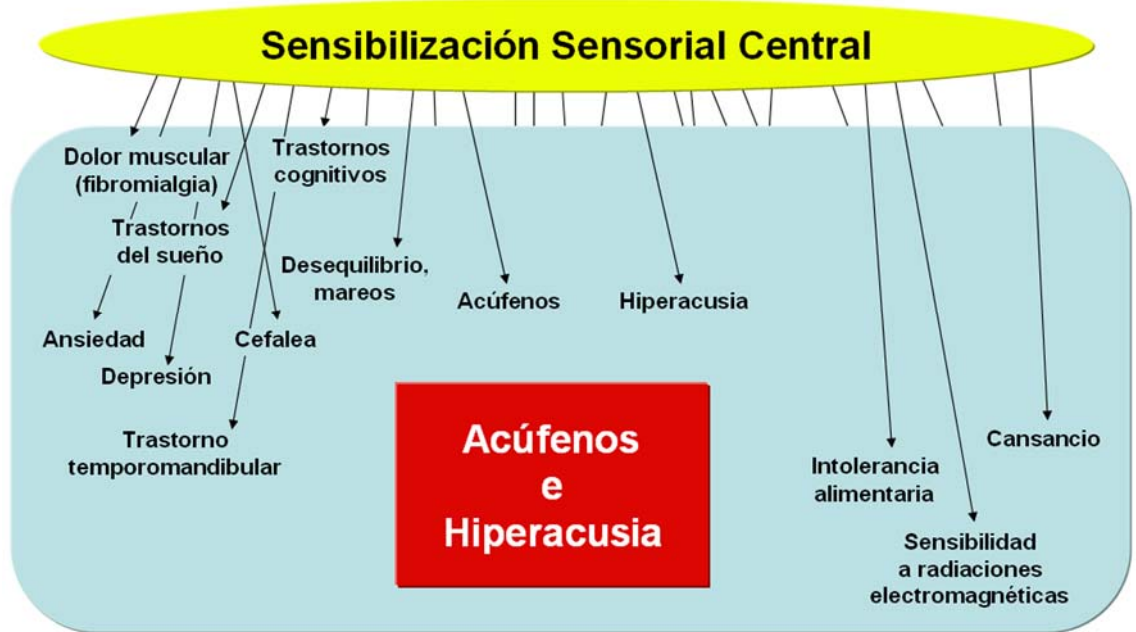 Sensibilización Sensorial Central
Dolor muscular
(fibromialgia)
Trastornos
cognitivos
Trastornos
del sueño
Desequilibrio,
mareos
Acúfenos
Hiperacusia
Ansiedad
Cefalea
Depresión
Trastorno
temporomandibular
Acúfenos
e
Hiperacusia
Cansancio
Intolerancia
alimentaria
Sensibilidad
a radiaciones
electromagnéticas